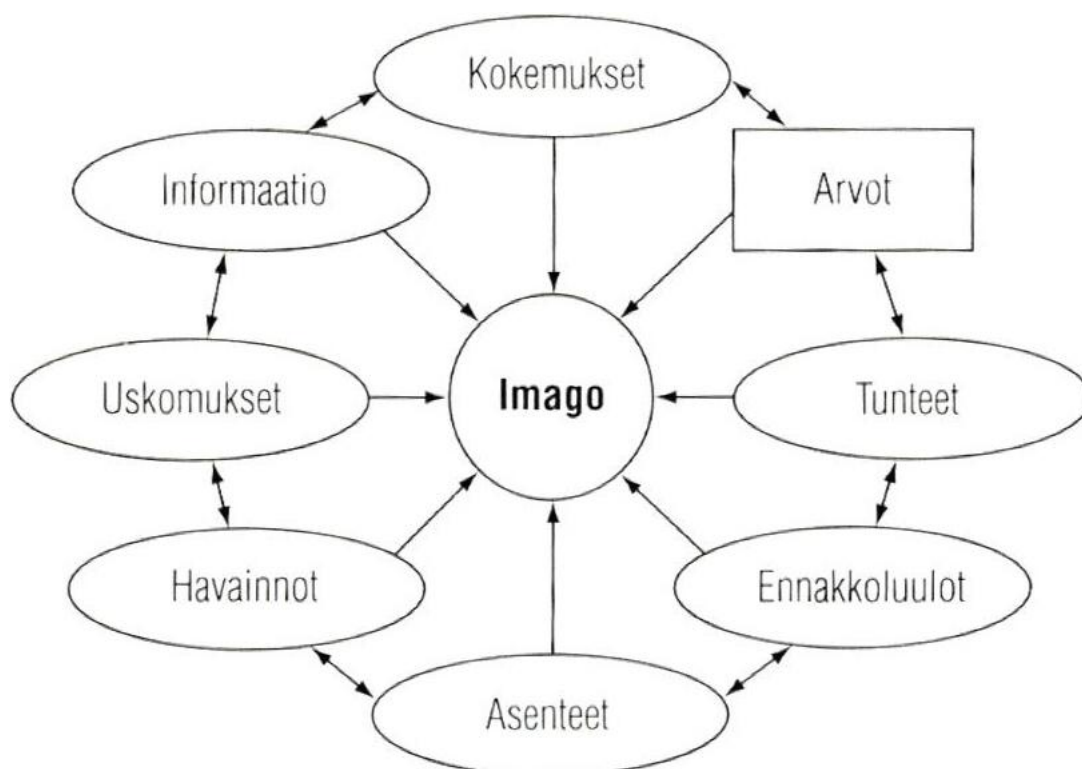 Kokemukset
Informaatio
Arvot
Uskomukset
Imago
Tunteet
Havainnot
Ennakkoluulot
Asenteet